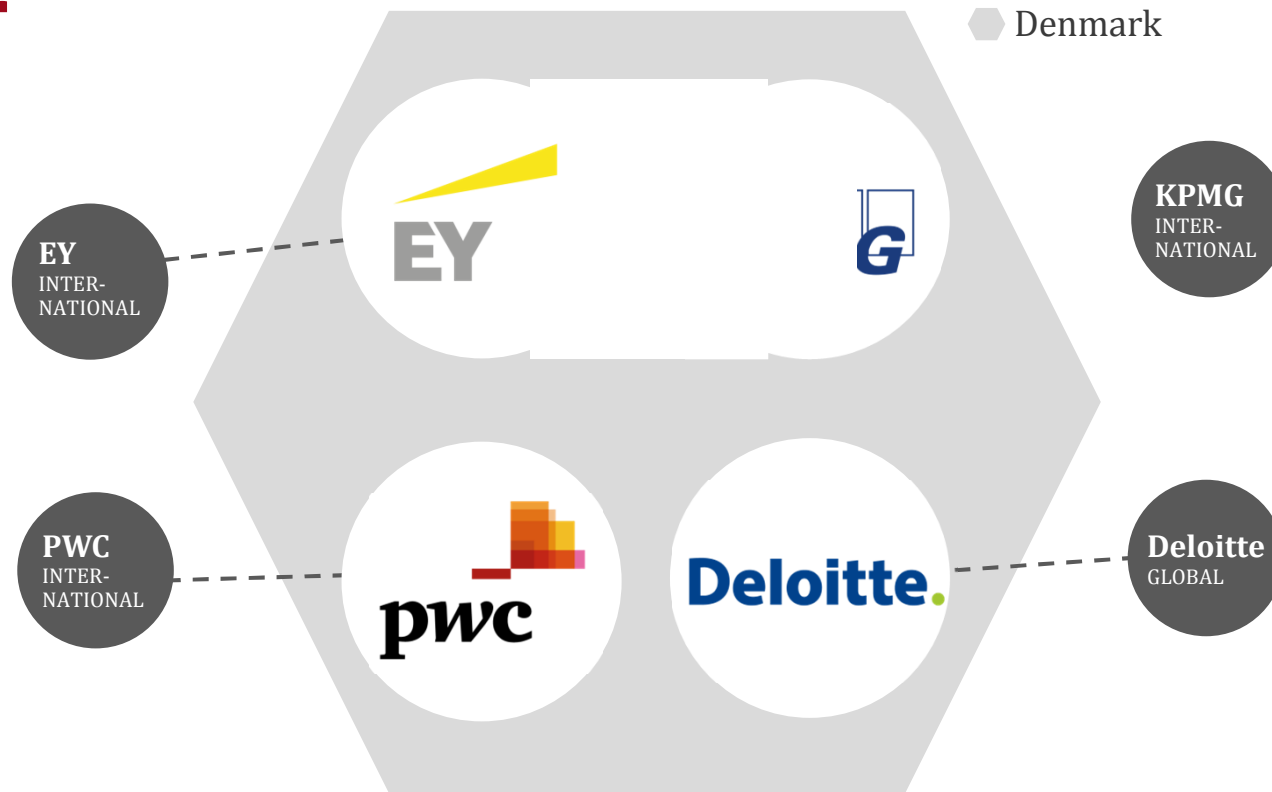 Denmark
EY
INTER-
NATIONAL
EY
G
KPMG
INTER-
NATIONAL
PWC
INTER-
NATIONAL
pwc
Deloitte.
Deloitte
GLOBAL